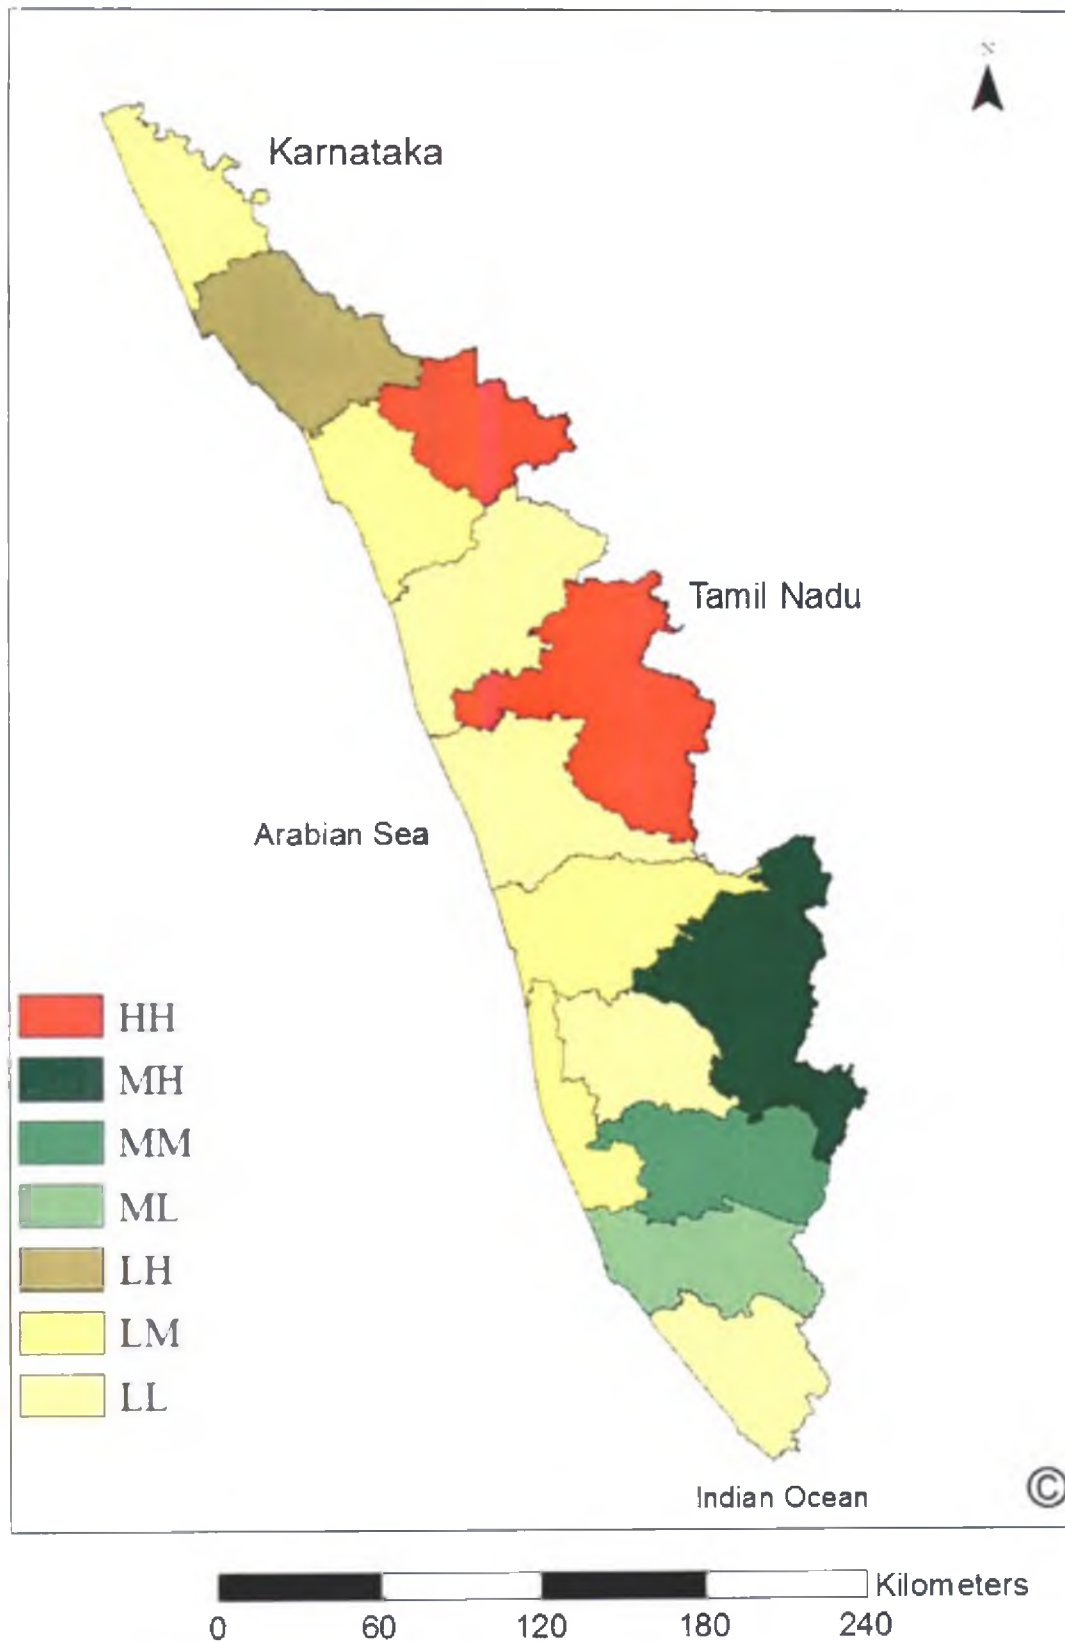 N
Karnataka
Tamil Nadu
Arabian Sea
HH
MH
MM
ML
LH
LM
LL
Indian Ocean
©
Kilometers
0 60 120 180 240